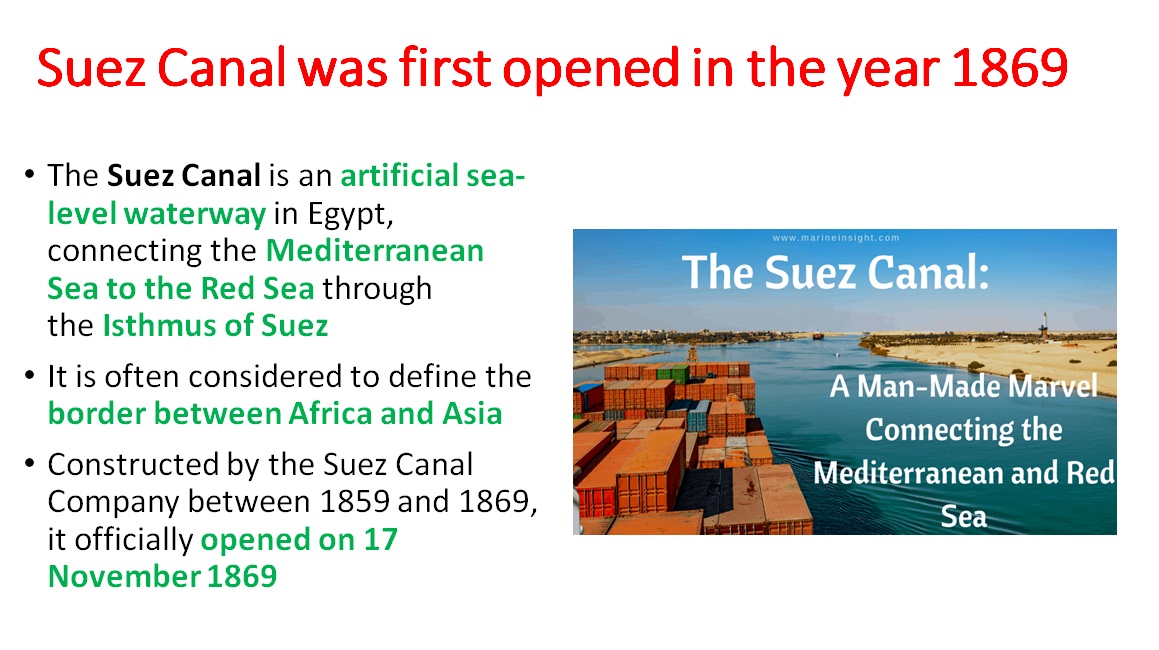 Suez Canal was first opened in the year 1869
• The Suez Canal is an artificial sea-
level waterway in Egypt,
connecting the Mediterranean
Sea to the Red Sea through
the Isthmus of Suez
• It is often considered to define the
border between Africa and Asia
• Constructed by the Suez Canal
Company between 1859 and 1869,
it officially opened on 17
November 1869
www.marineinsight.com
The Suez Canal:
A Man-Made Marvel
Connecting the
Mediterranean and Red
Sea